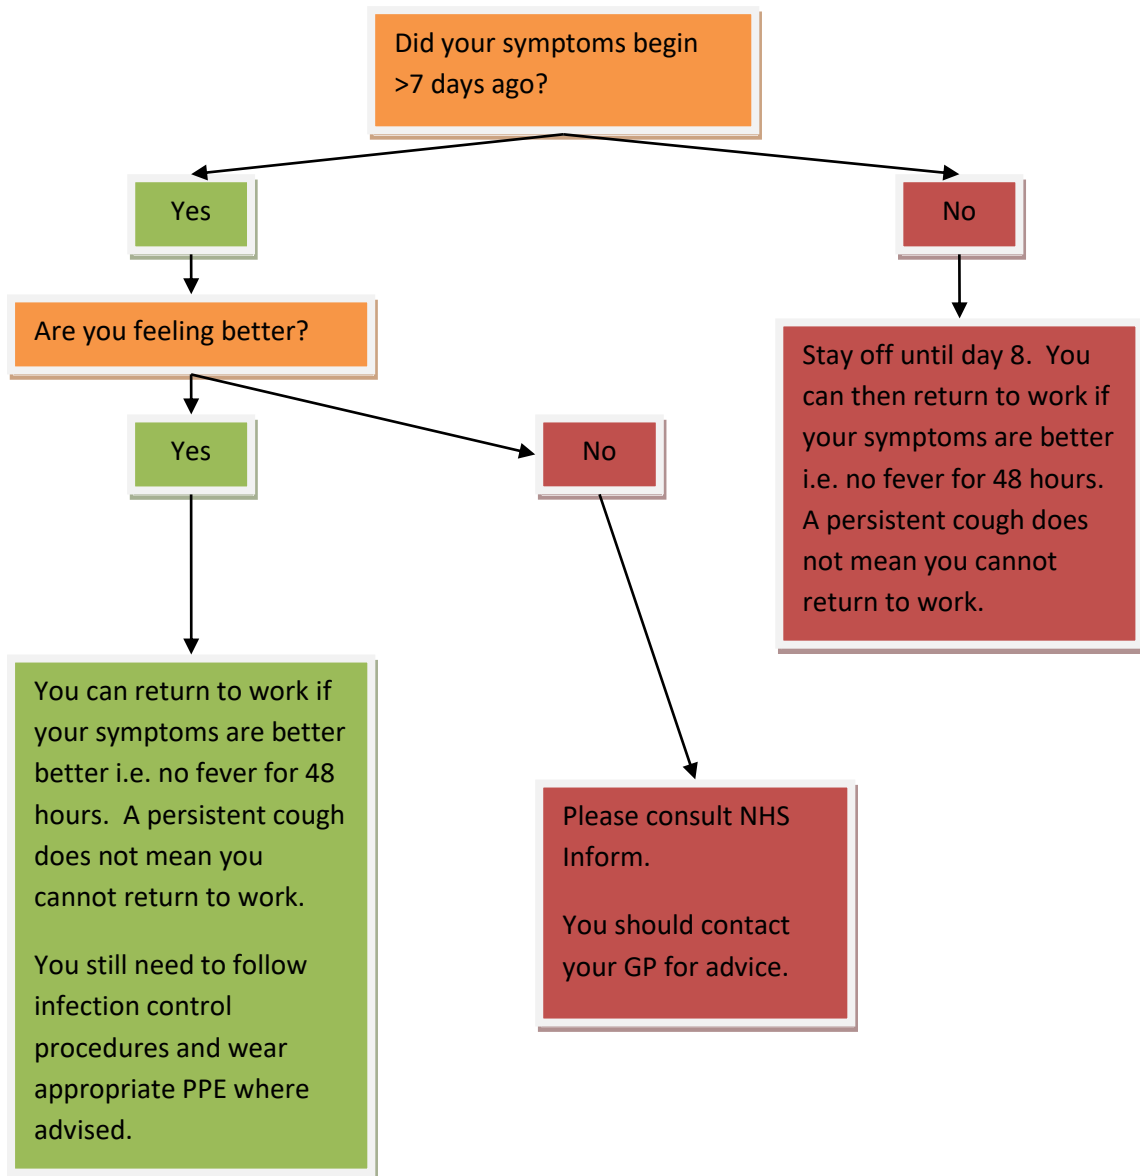 Did your symptoms begin
>7 days ago?
Yes
No
Are you feeling better?
Stay off until day 8.  You
can then return to work if
your symptoms are better
i.e. no fever for 48 hours.
A persistent cough does
not mean you cannot
return to work.
Yes
No
You can return to work if
your symptoms are better
better i.e. no fever for 48
hours.  A persistent cough
does not mean you
cannot return to work.
You still need to follow
infection control
procedures and wear
appropriate PPE where
advised.
Please consult NHS
Inform.
You should contact
your GP for advice.